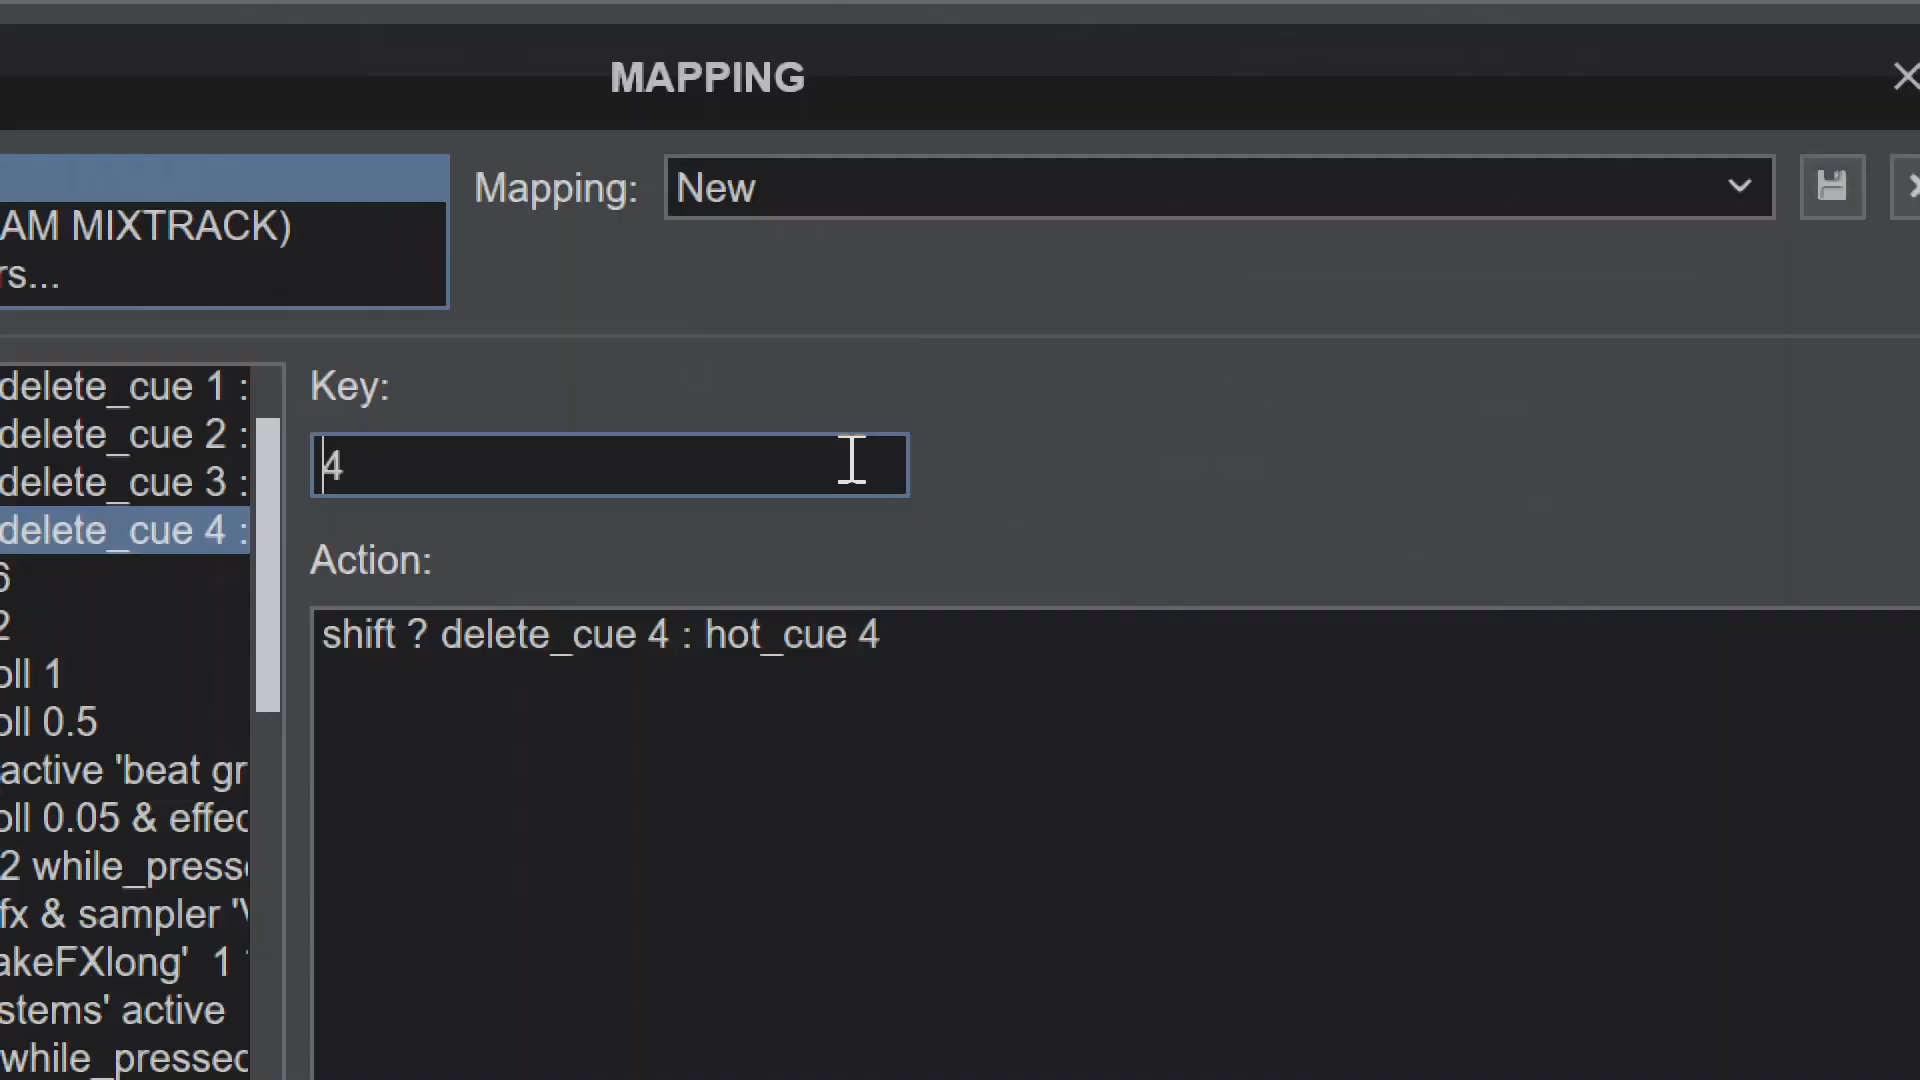 MAPPING
AM MIXTRACK)
rs...
Mapping:
New
delete_cue 1 :
delete_cue 2 :
delete_cue 3 :
delete_cue 4 :
6
2
oll 1
oll 0.5
active 'beat gr
oll 0.05 & effec
2 while_presse
fx & sampler 'V
akeFXlong' 1
stems' active
while_pressed
Key:
4
Action:
shift ? delete_cue 4 : hot_cue 4